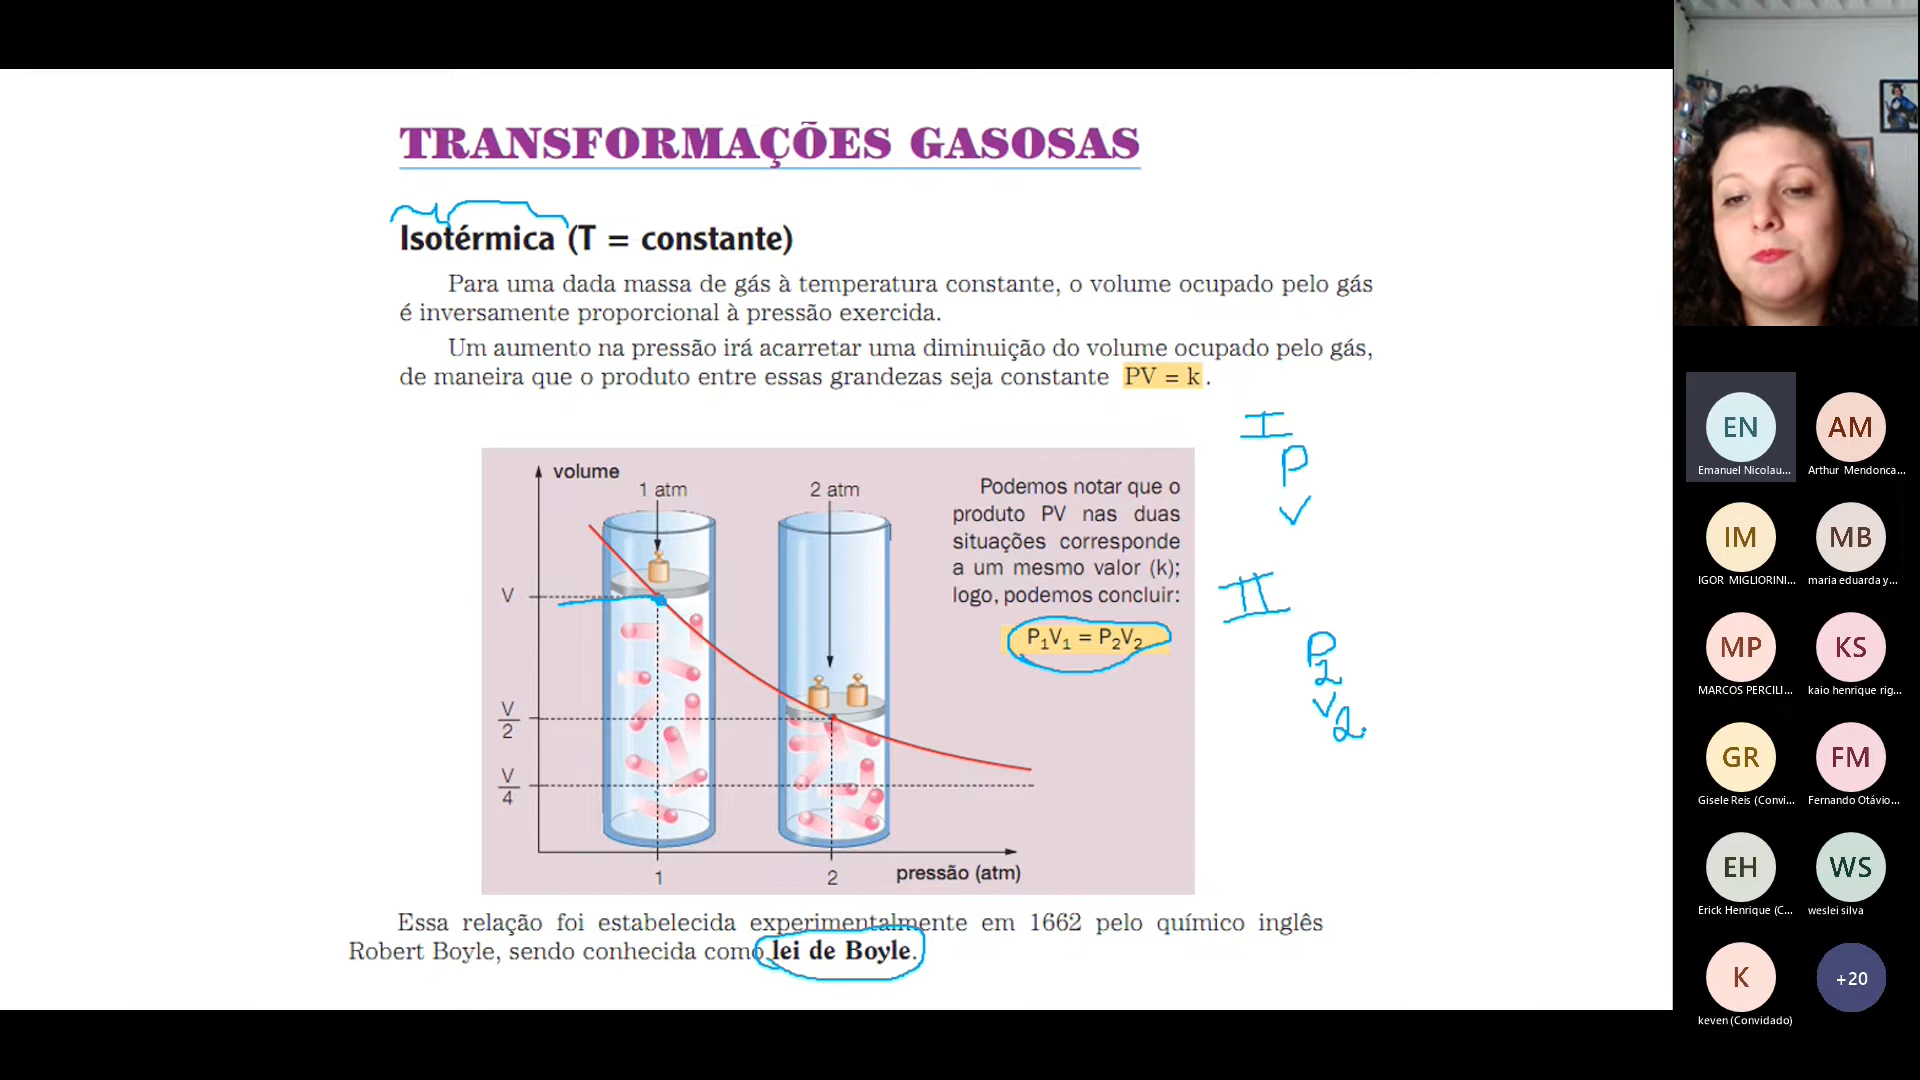 TRANSFORMAÇÕES GASOSAS
Isotérmica (T = constante)
Para uma dada massa de gás à temperatura constante, o volume ocupado pelo gás
é inversamente proporcional à pressão exercida.
Um aumento na pressão irá acarretar uma diminuição do volume ocupado pelo gás,
de maneira que o produto entre essas grandezas seja constante PV = k.
I
P
V
II
P2
V2
volume
1 atm
2 atm
V
V/2
V/4
1
2
pressão (atm)
Podemos notar que o
produto PV nas duas
situações corresponde
a um mesmo valor (k);
logo, podemos concluir:
P₁V₁ = P₂V₂
Essa relação foi estabelecida experimentalmente em 1662 pelo químico inglês
Robert Boyle, sendo conhecida como lei de Boyle.
EN
Emanuel Nicolau...
AM
Arthur Mendonca...
IM
IGOR MIGLIORINI...
MB
maria eduarda y...
MP
MARCOS PERCILI...
KS
kaio henrique rig...
GR
Gisele Reis (Convi...
FM
Fernando Otávio...
EH
Erick Henrique (C...
WS
weslei silva
K
keven (Convidado)
+20